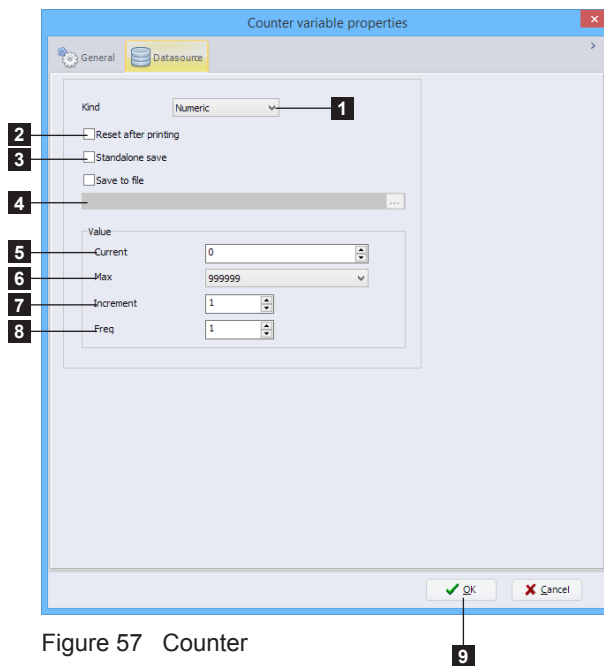 Counter variable properties
General Datasource
Kind Numeric 1
2 Reset after printing
3 Standalone save
Save to file
4 ...
Value
5 Current 0
6 Max 999999
7 Increment 1
8 Freq 1
OK Cancel
Figure 57 Counter
9